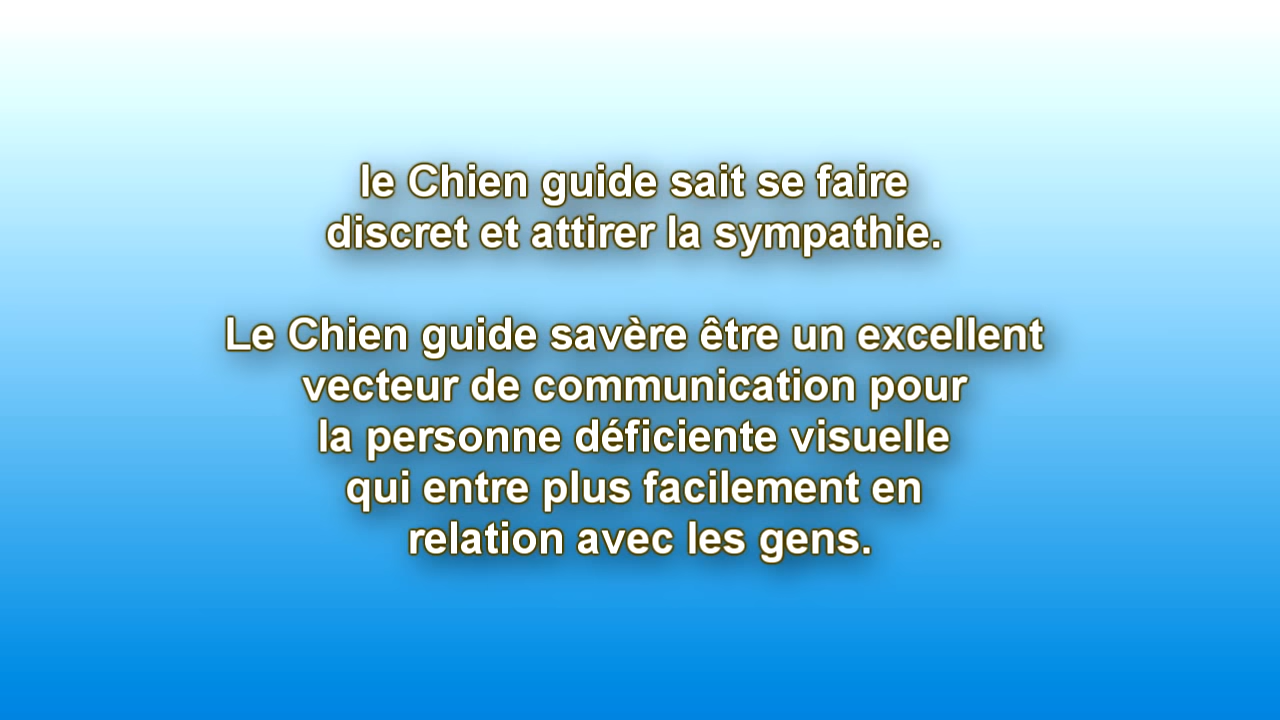 le Chien guide sait se faire
discret et attirer la sympathie.
Le Chien guide savère être un excellent
vecteur de communication pour
la personne déficiente visuelle
qui entre plus facilement en
relation avec les gens.